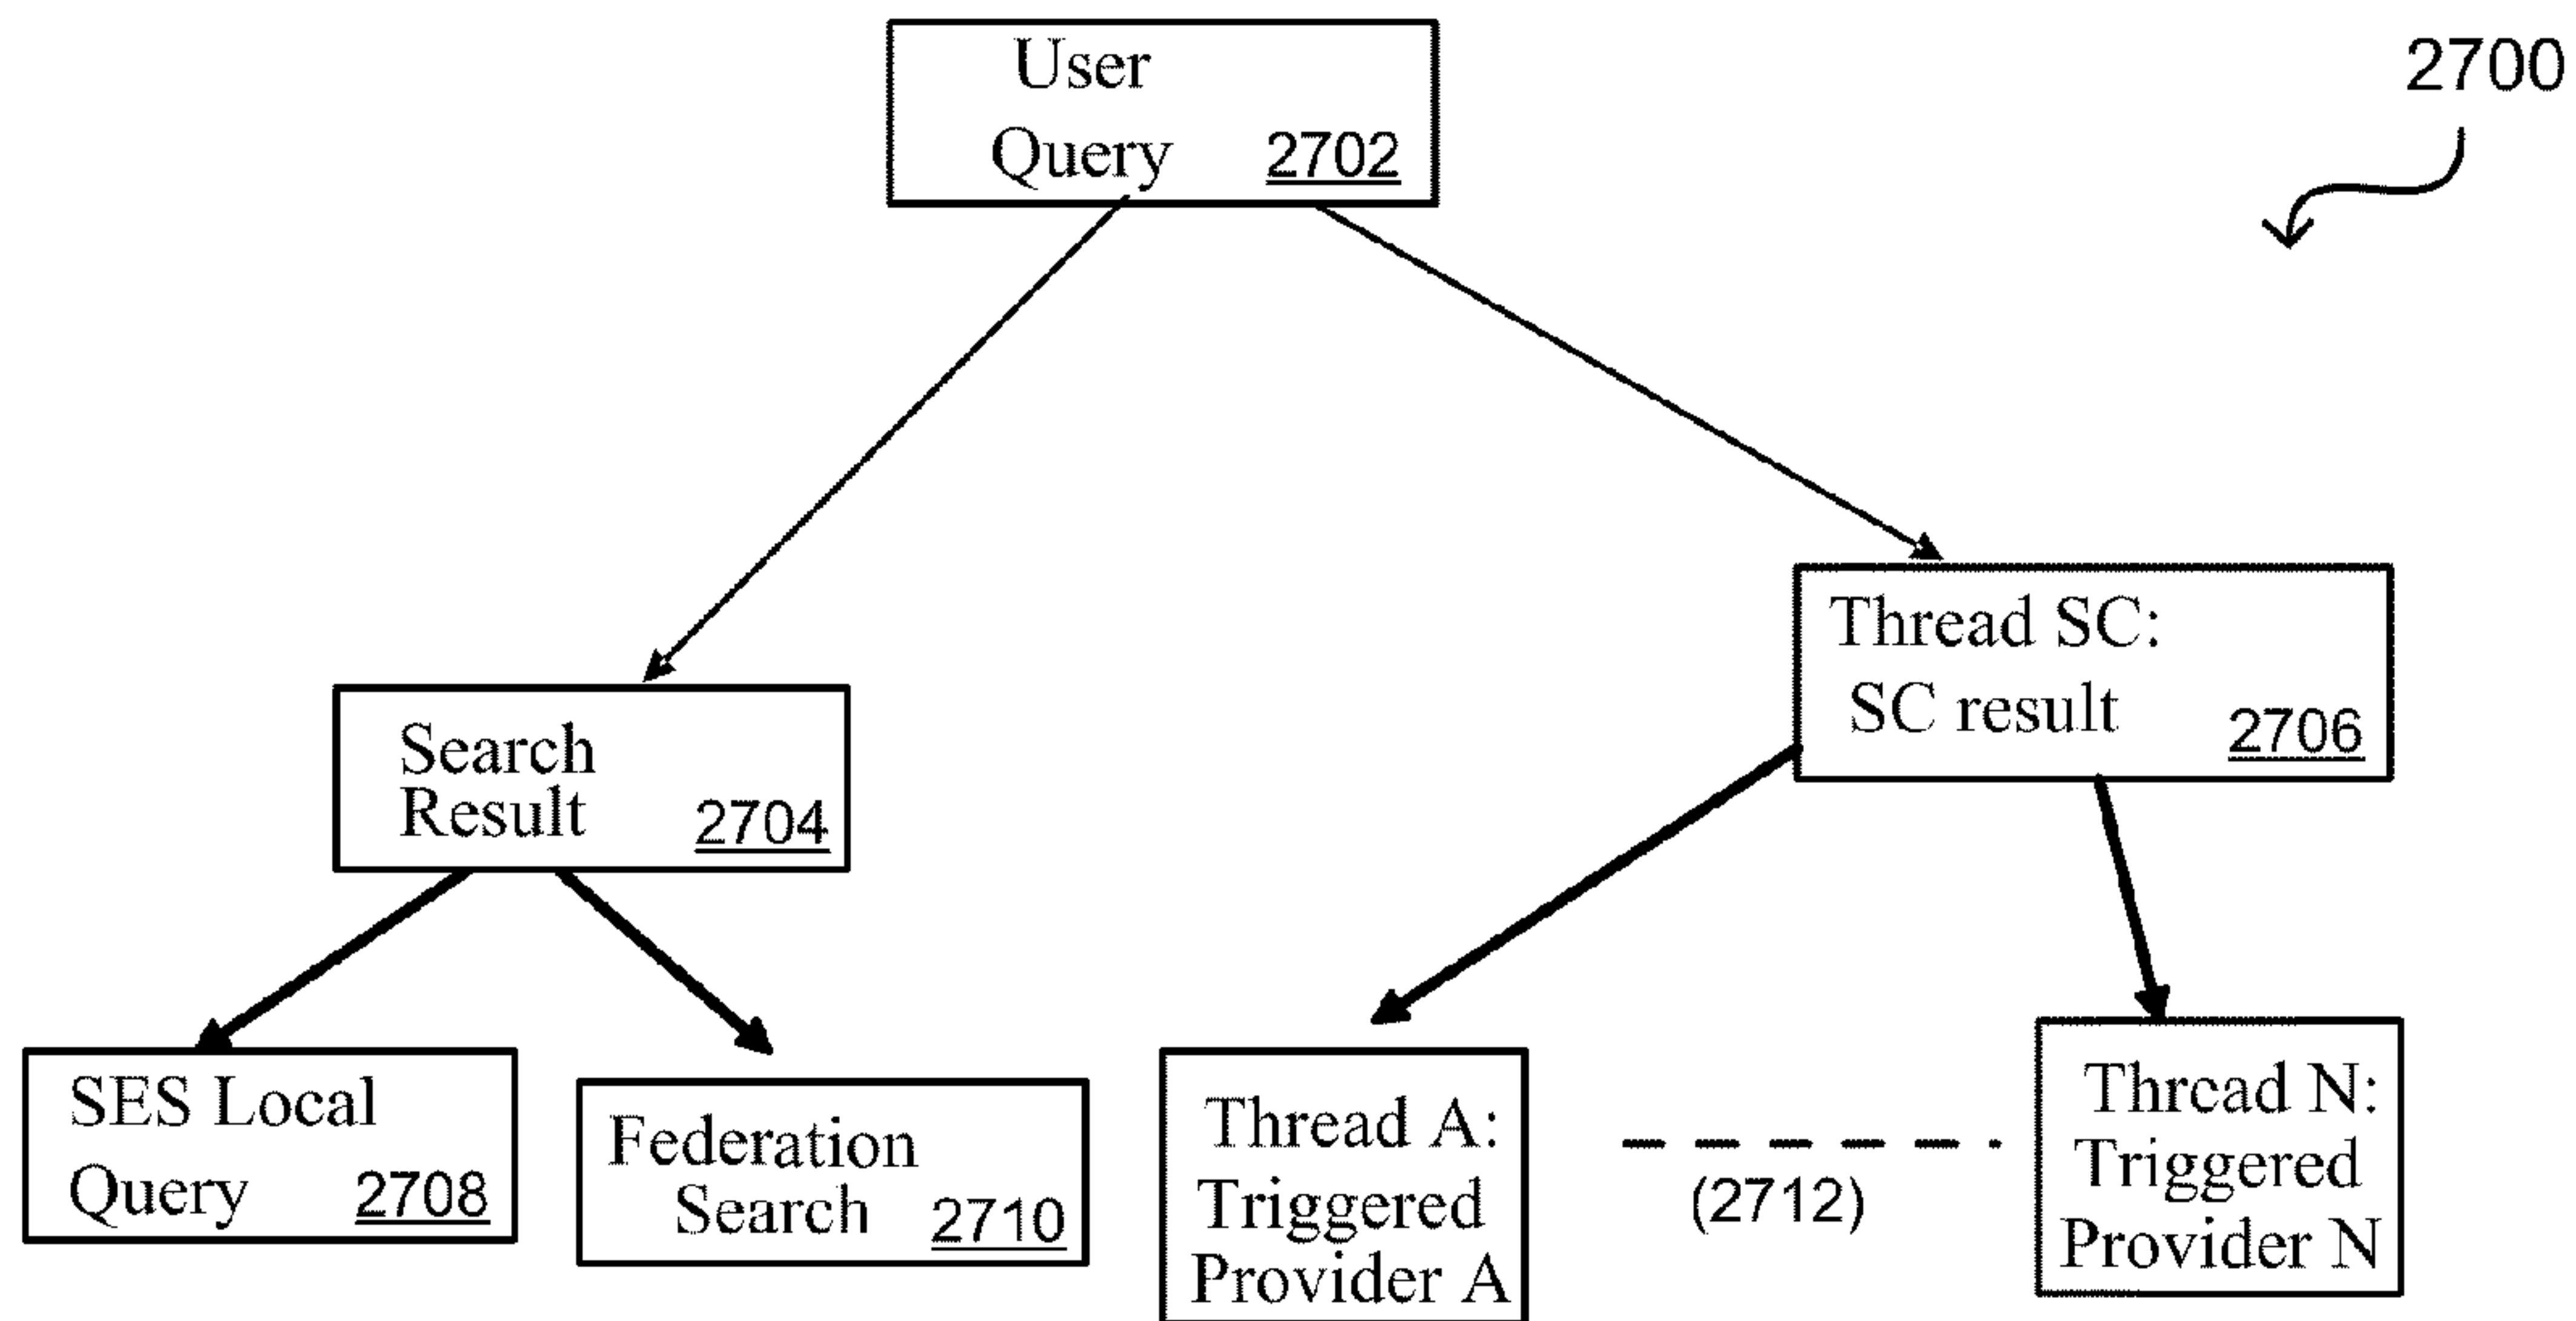 User
Query 2702
2700
Thread SC:
SC result 2706
Search
Result 2704
SES Local
Query 2708
Federation
Search 2710
Thread A:
Triggered
Provider A
(2712)
Thread N:
Triggered
Provider N